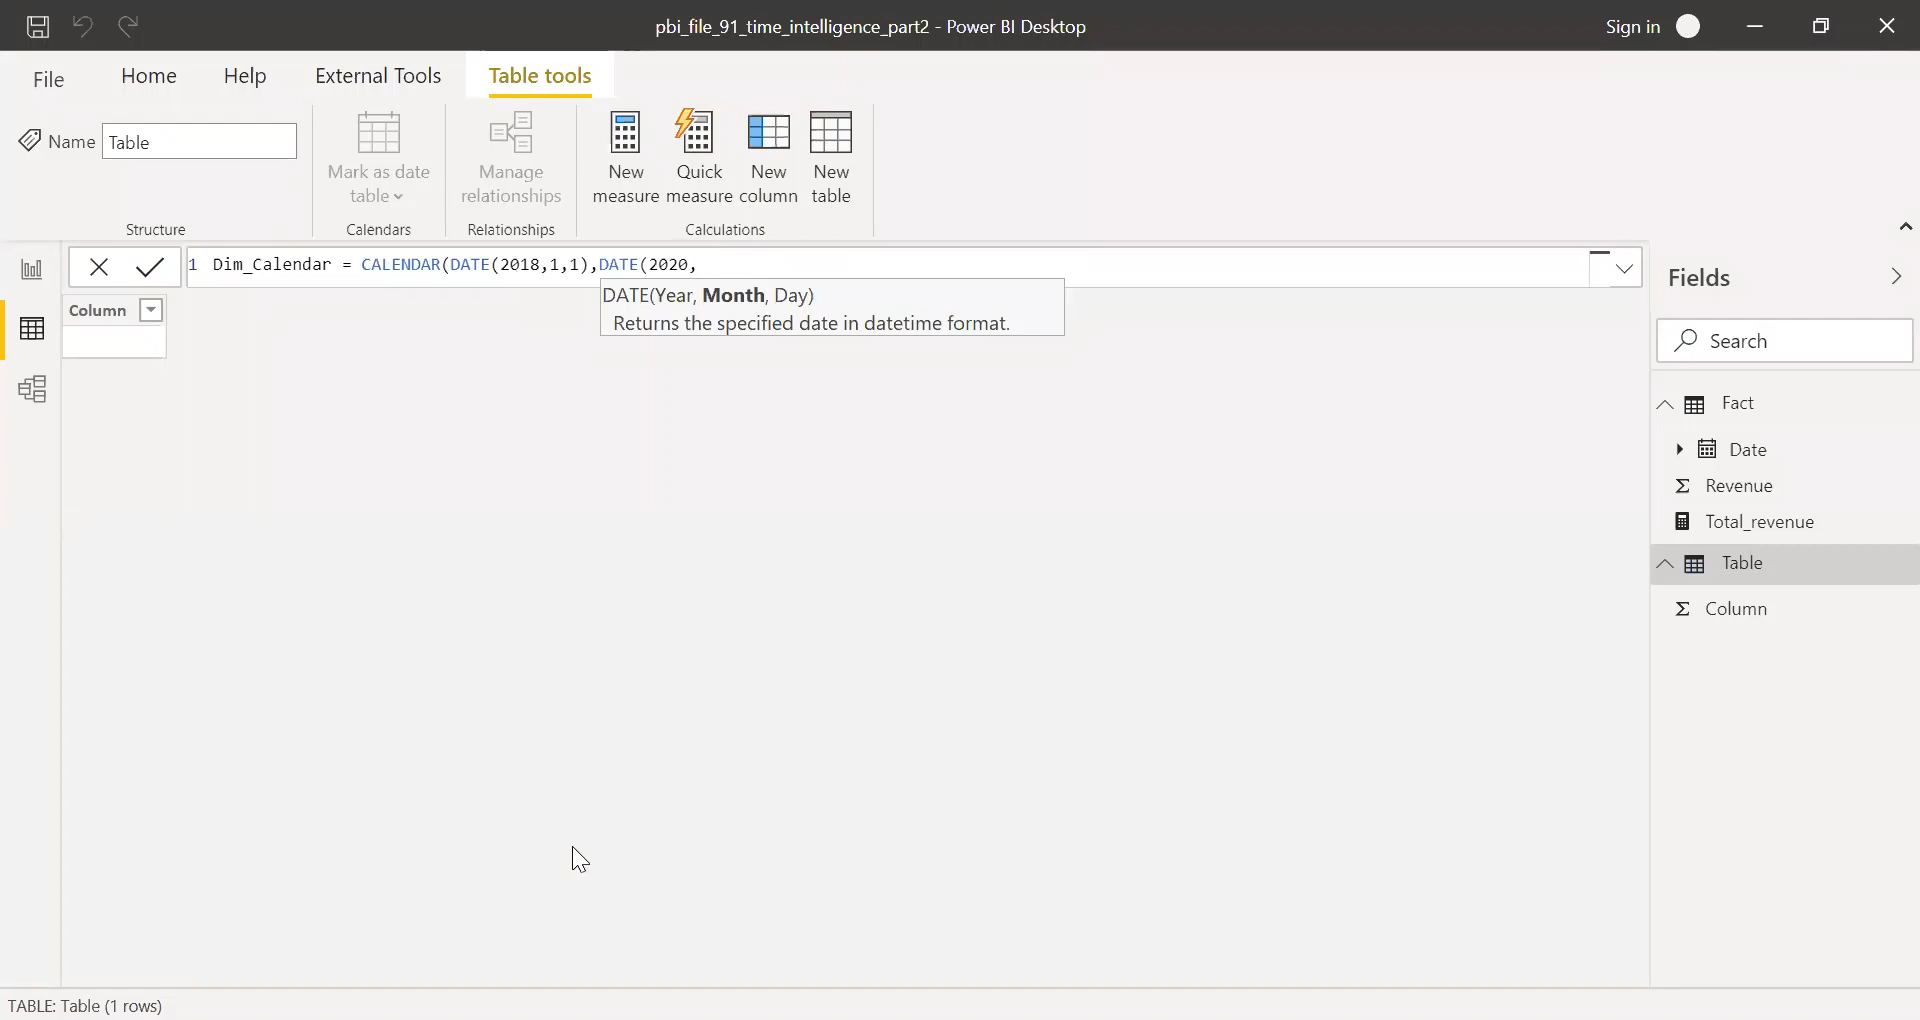 pbi_file_91_time_intelligence_part2 - Power BI Desktop
Sign in
File Home Help External Tools Table tools
Name Table
Mark as date table
Manage relationships
New measure
Quick measure
New column
New table
Structure Calendars Relationships Calculations
1 Dim_Calendar = CALENDAR(DATE(2018,1,1),DATE(2020,
DATE(Year, Month, Day)
Returns the specified date in datetime format.
Column
Fields
Search
Fact
Date
Revenue
Total_revenue
Table
Column
TABLE: Table (1 rows)